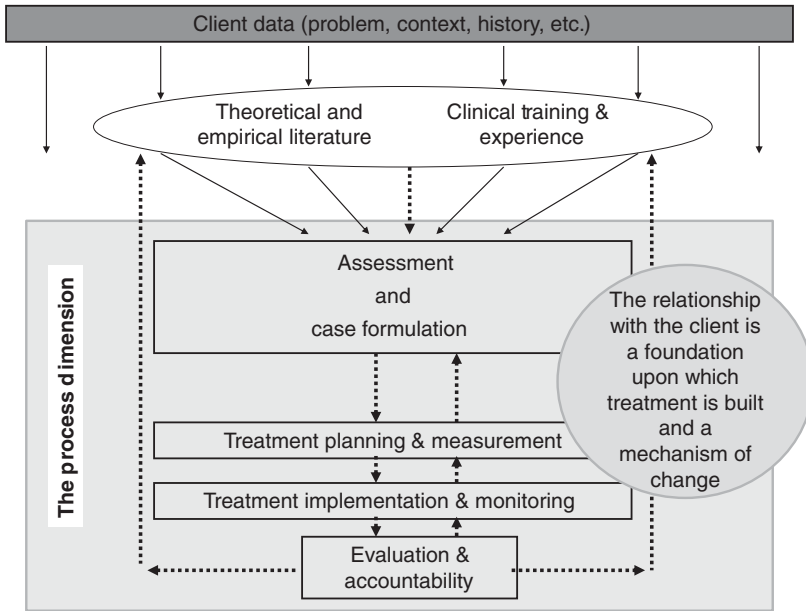 Client data (problem, context, history, etc.)
Theoretical and
empirical literature
Clinical training &
experience
The process dimension
Assessment
and
case formulation
Treatment planning & measurement
Treatment implementation & monitoring
Evaluation &
accountability
The relationship
with the client is
a foundation
upon which
treatment is built
and a
mechanism of
change